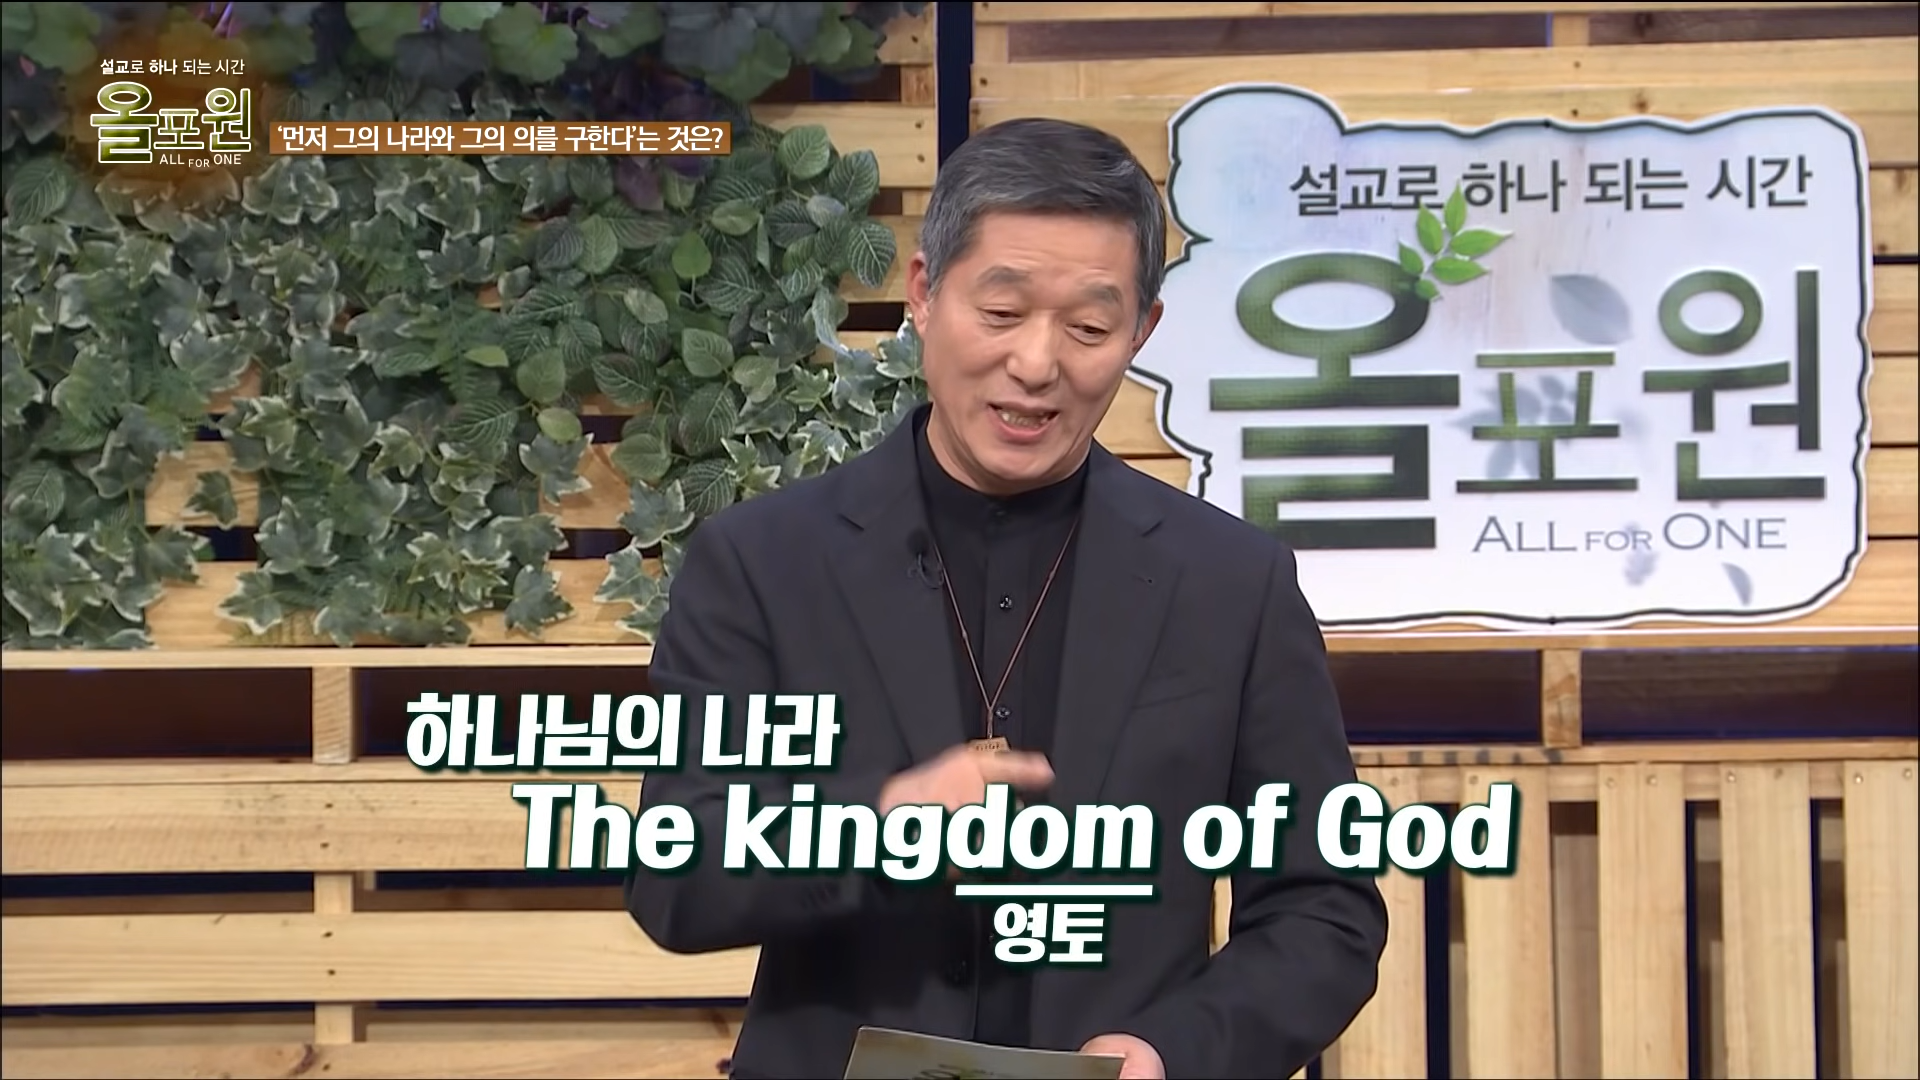 설교로 하나 되는 시간
올포원
ALL FOR ONE
‘먼저 그의 나라와 그의 의를 구한다’는 것은?
설교로 하나 되는 시간
올포원
ALL FOR ONE
하나님의 나라
The kingdom of God
영토